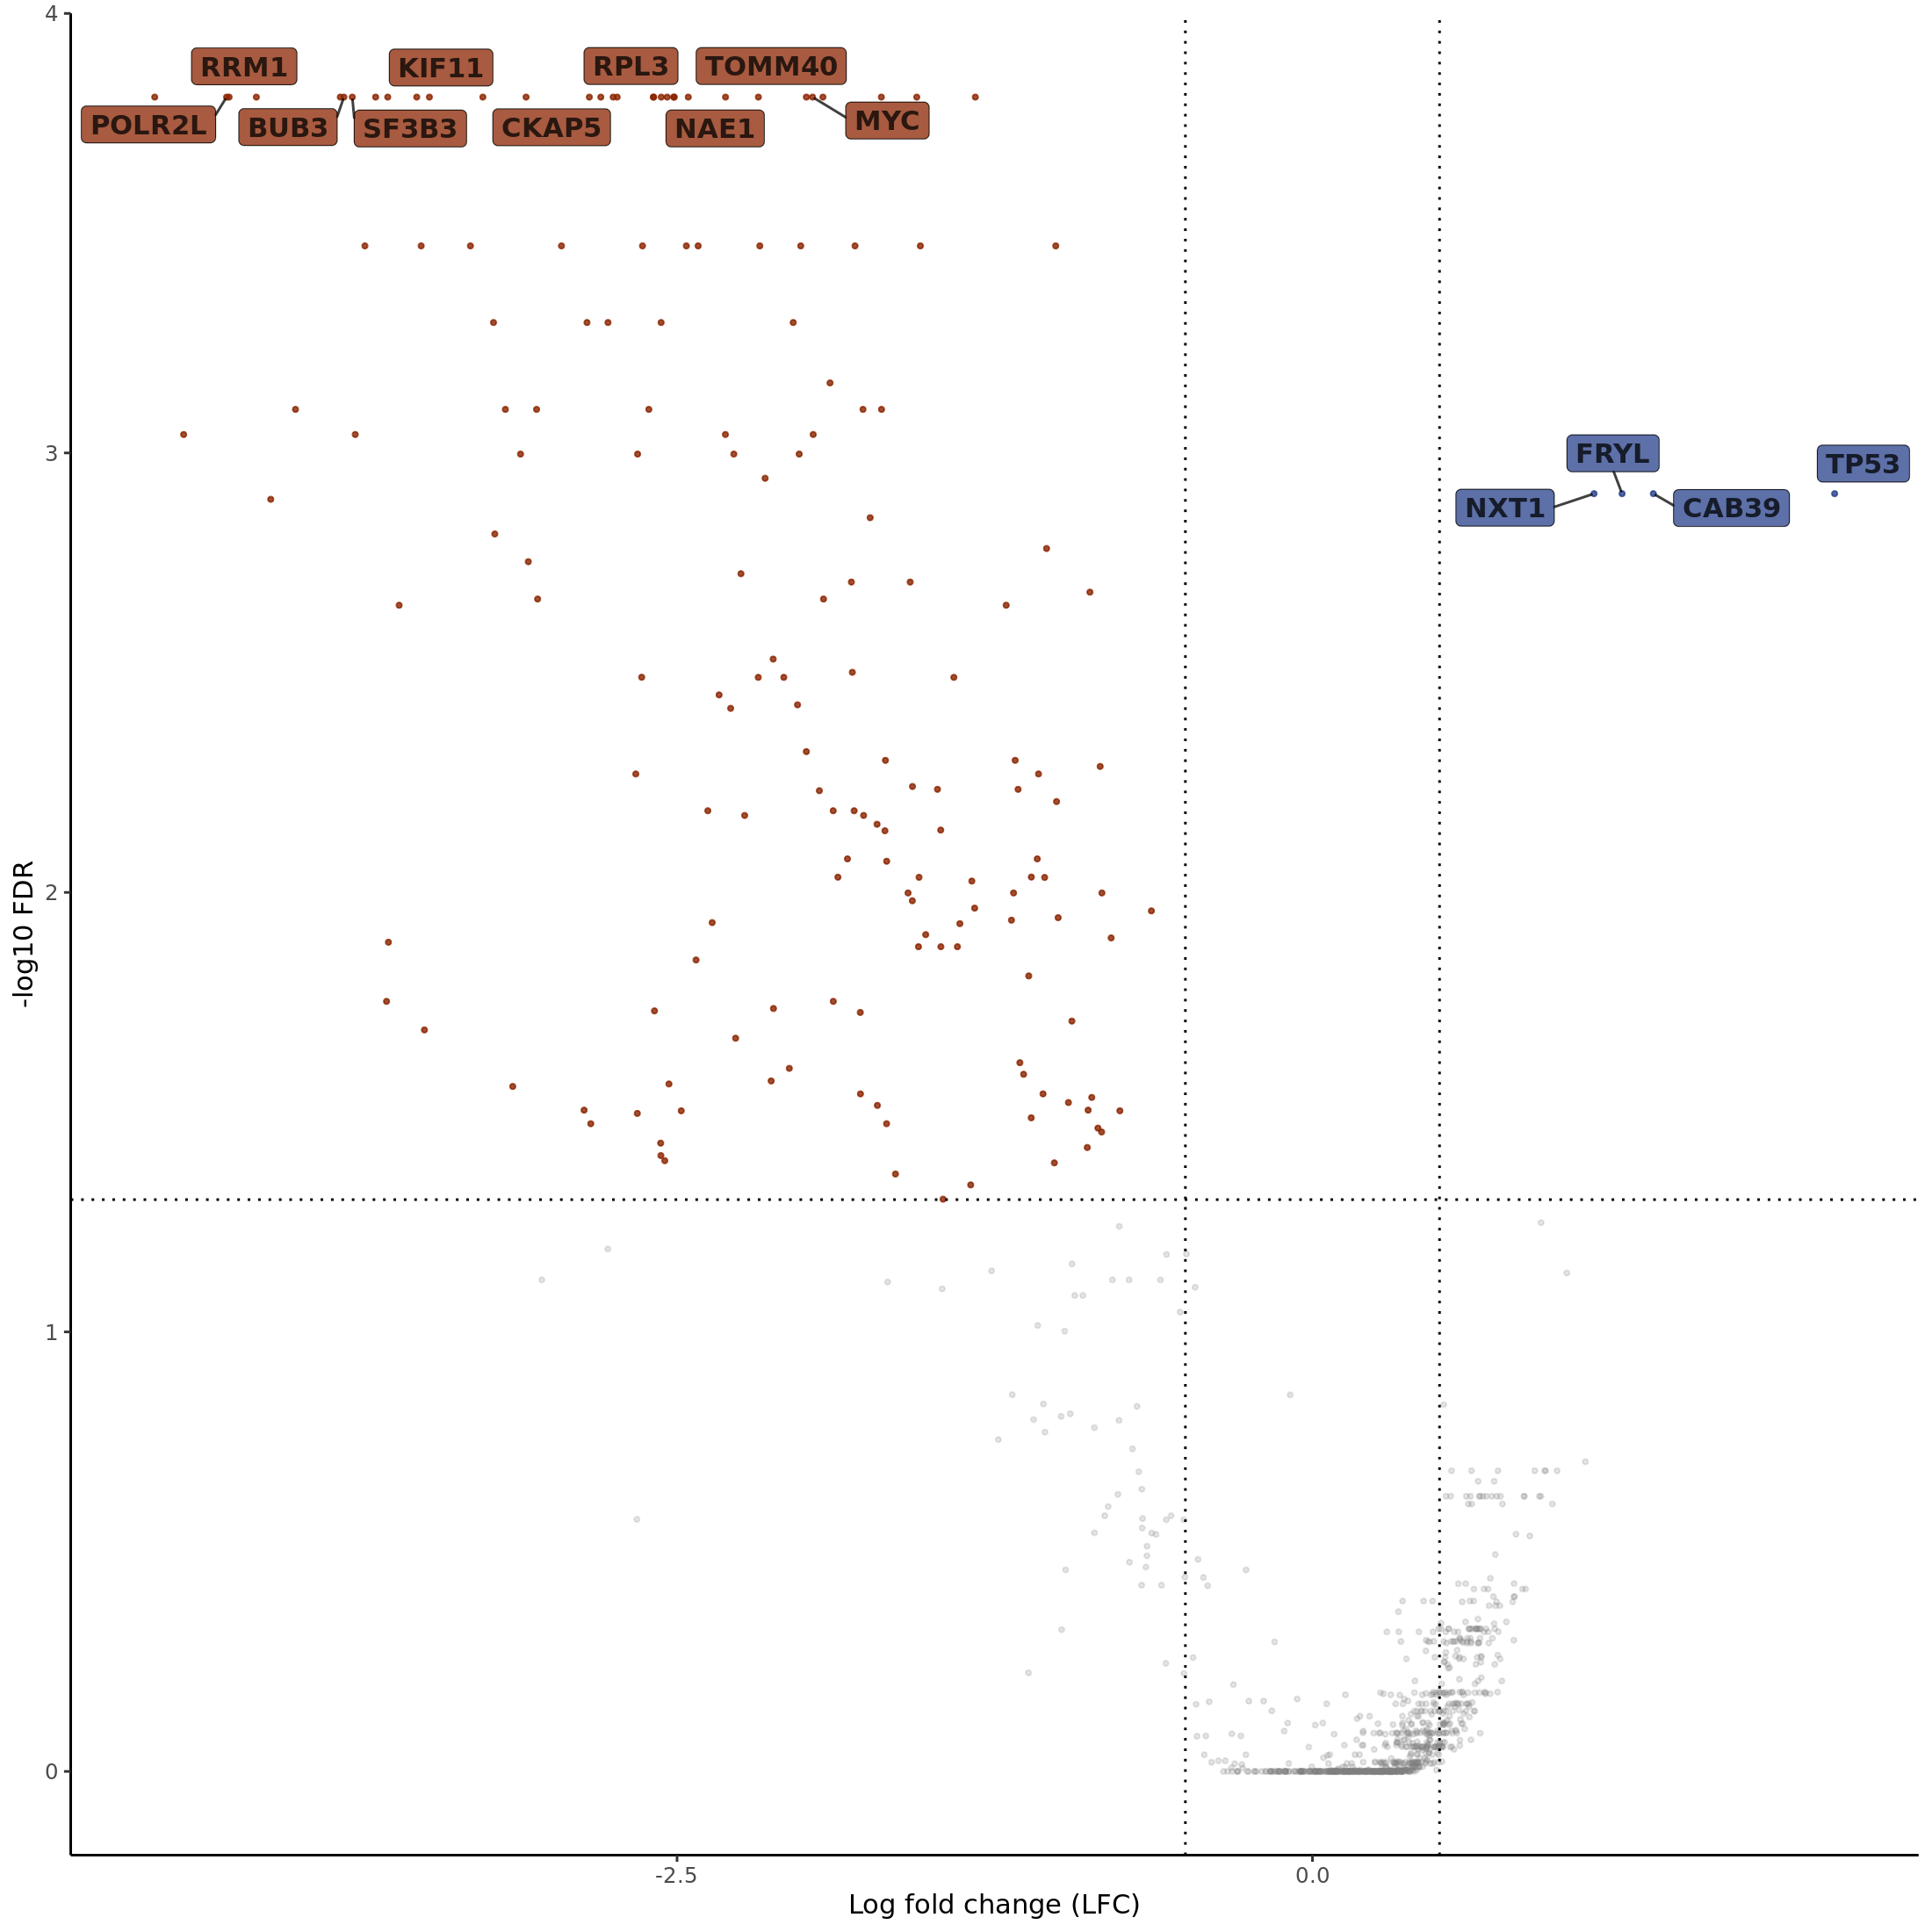 4
RRM1
KIF11
RPL3
TOMM40
POLR2L
BUB3
SF3B3
CKAP5
NAE1
MYC
3
FRYL
TP53
NXT1
CAB39
-log10 FDR
2
1
0
-2.5
0.0
Log fold change (LFC)